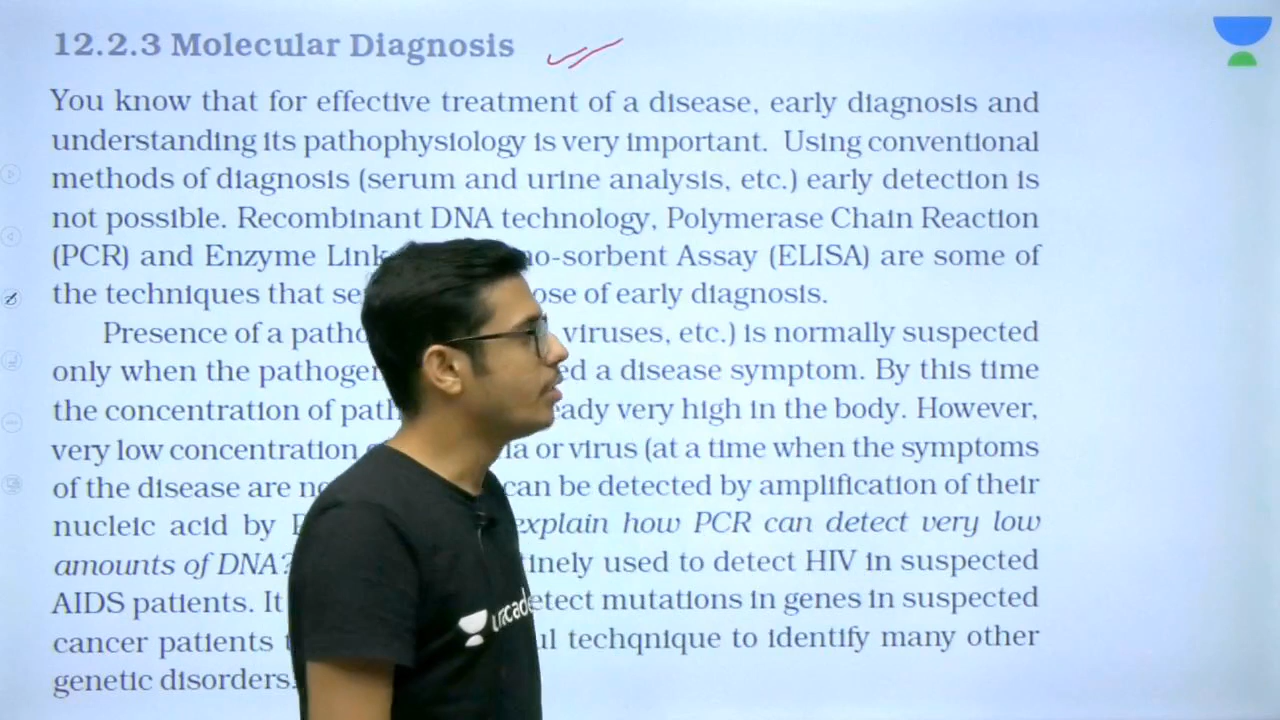 12.2.3 Molecular Diagnosis
You know that for effective treatment of a disease, early diagnosis and
understanding its pathophysiology is very important. Using conventional
methods of diagnosis (serum and urine analysis, etc.) early detection is
not possible. Recombinant DNA technology, Polymerase Chain Reaction
(PCR) and Enzyme Link o-sorbent Assay (ELISA) are some of
the techniques that se ose of early diagnosis.
Presence of a patho viruses, etc.) is normally suspected
only when the pathogen ed a disease symptom. By this time
the concentration of path eady very high in the body. However,
very low concentration ia or virus (at a time when the symptoms
of the disease are no can be detected by amplification of their
nucleic acid by explain how PCR can detect very low
amounts of DNA? tinely used to detect HIV in suspected
AIDS patients. It etect mutations in genes in suspected
cancer patients ul techqnique to identify many other
genetic disorders.
unacade